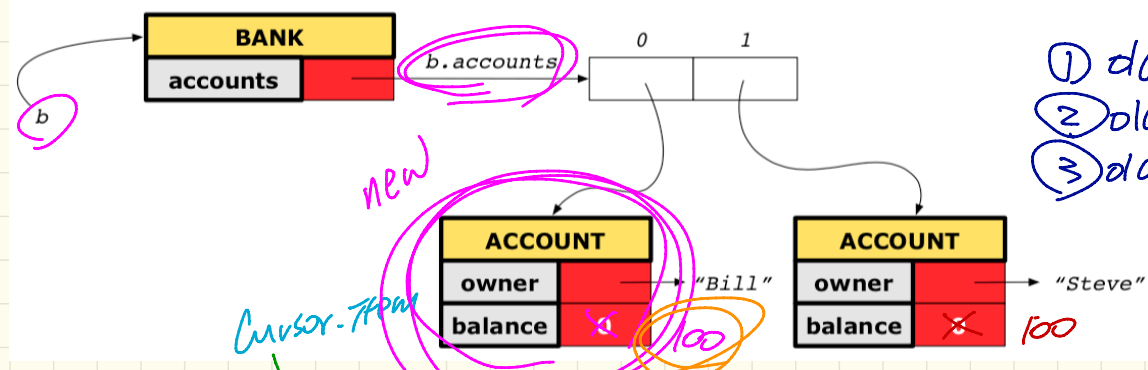 0 1
BANK
b.accounts
accounts
b
①
②
③
new
ACCOUNT ACCOUNT
owner "Bill" owner "Steve"
balance 0 100 balance 100